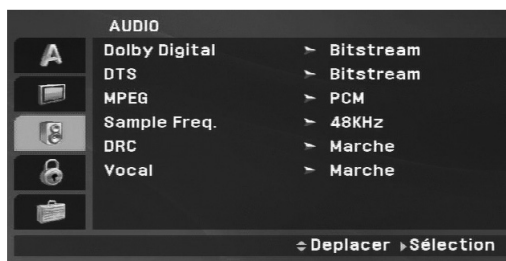 AUDIO
A
Dolby Digital ➣ Bitstream
DTS ➣ Bitstream
MPEG ➣ PCM
Sample Freq. ➣ 48KHz
DRC ➣ Marche
Vocal ➣ Marche
Deplacer Sélection